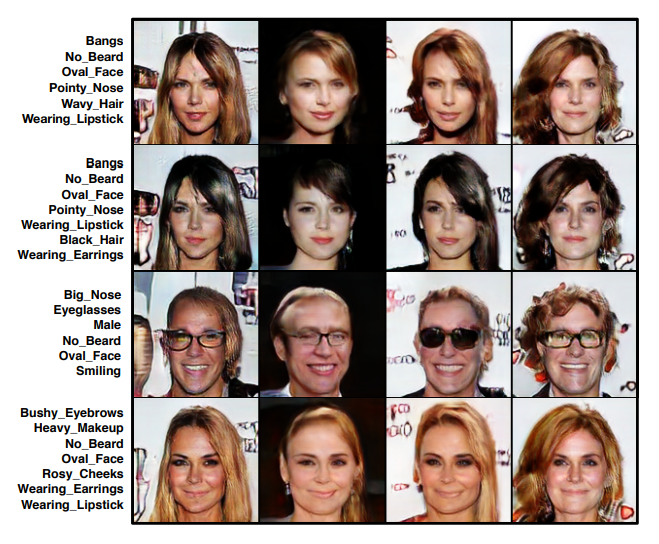 Bangs
No_Beard
Oval_Face
Pointy_Nose
Wavy_Hair
Wearing_Lipstick
Bangs
No_Beard
Oval_Face
Pointy_Nose
Wearing_Lipstick
Black_Hair
Wearing_Earrings
Big_Nose
Eyeglasses
Male
No_Beard
Oval_Face
Smiling
Bushy_Eyebrows
Heavy_Makeup
No_Beard
Oval_Face
Rosy_Cheeks
Wearing_Earrings
Wearing_Lipstick